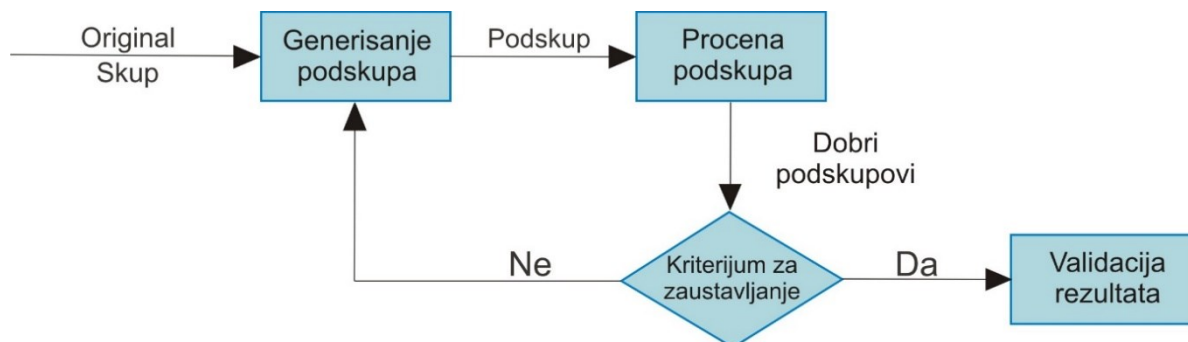 Original
Skup
Generisanje
podskupa
Podskup
Procena
podskupa
Dobri
podskupovi
Ne
Kriterijum za
zaustavljanje
Da
Validacija
rezultata